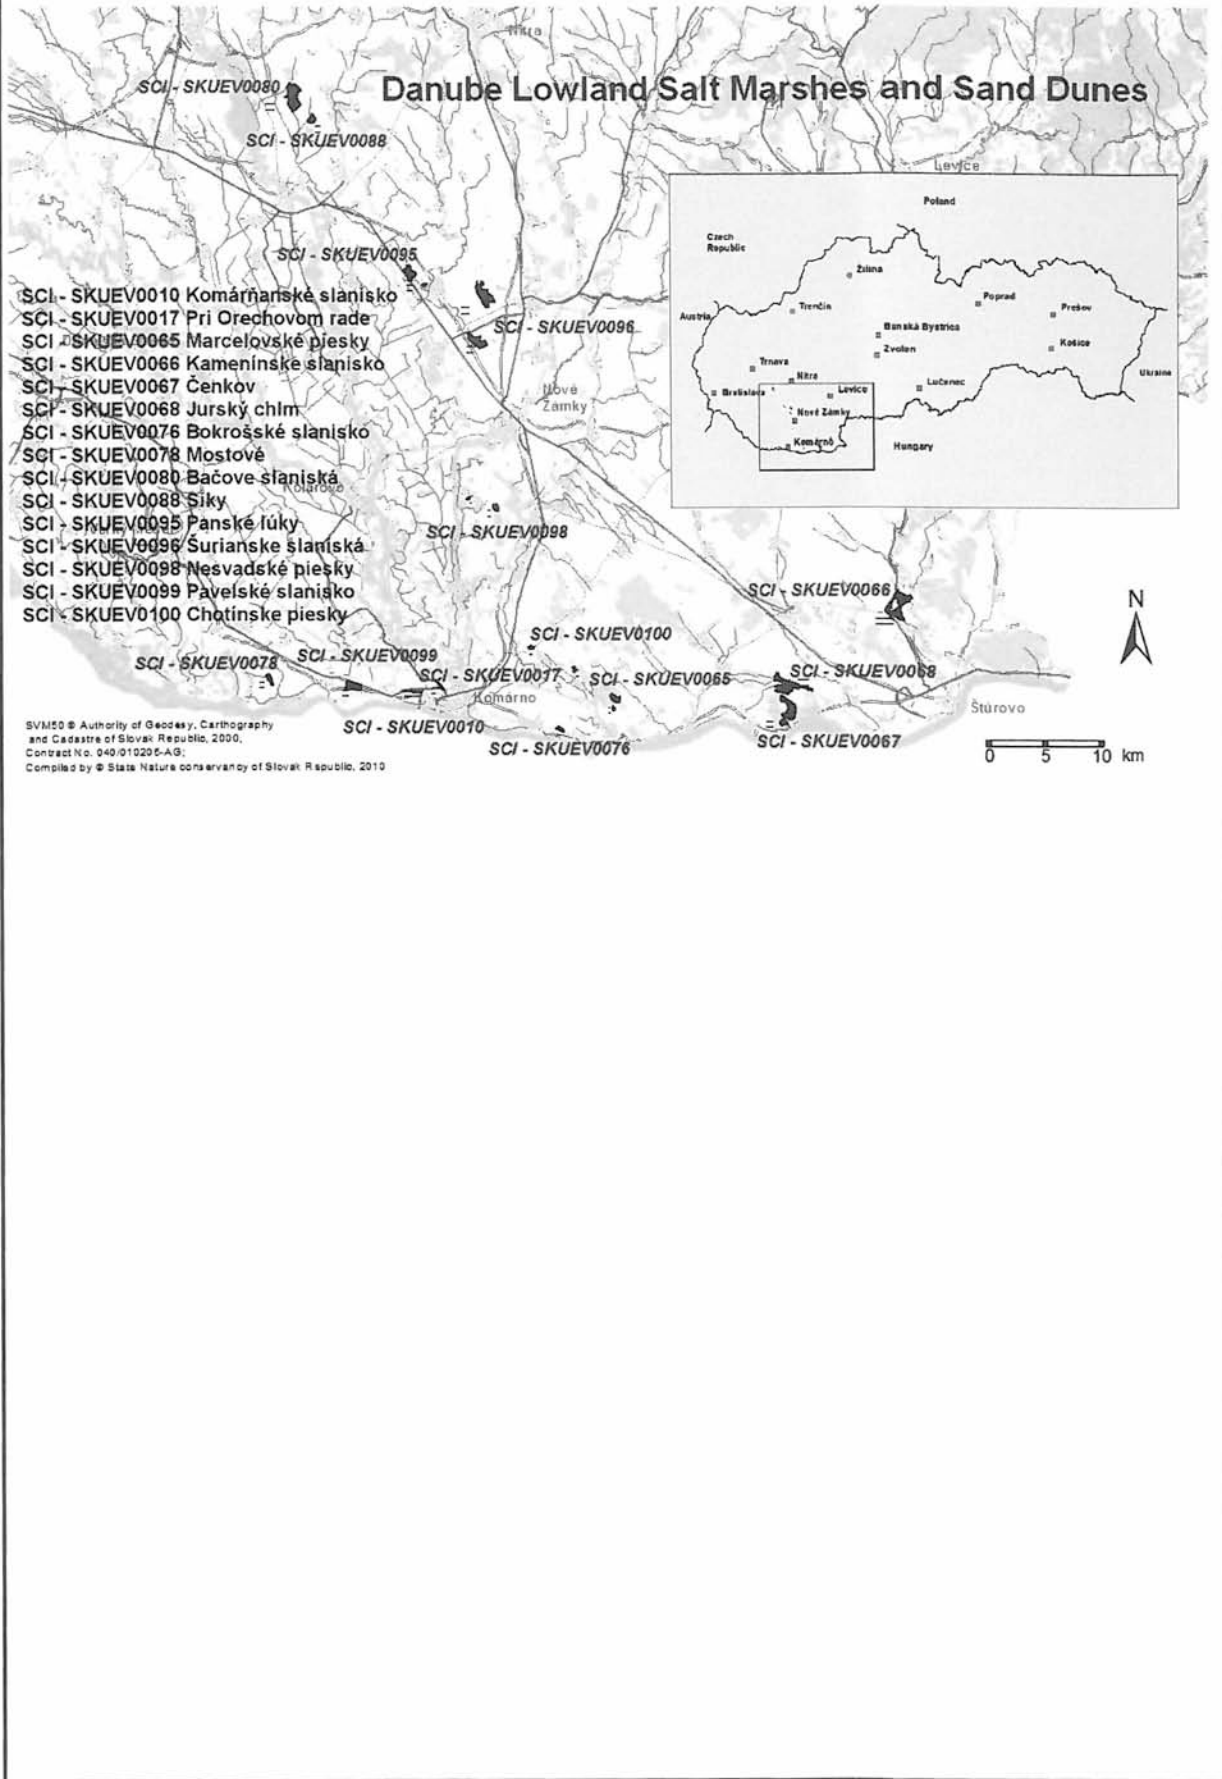 Nitra
SCI - SKUEV0080
Danube Lowland Salt Marshes and Sand Dunes
SCI - SKUEV0088
Levice
Poland
Czech
Republic
SCI - SKUEV0095
Žilina
SCI - SKUEV0010 Komárňanské slanisko
Poprad
Prešov
Trenčín
Austria
SCI - SKUEV0017 Pri Orechovom rade
SCI - SKUEV0096
Banská Bystrica
SCI - SKUEV0065 Marcelovské piesky
Košice
Zvolen
SCI - SKUEV0066 Kamenínske slanisko
Trnava
Ukraine
Nitra
SCI - SKUEV0067 Čenkov
Nové
Zámky
Bratislava
Levice
Lučenec
SCI - SKUEV0068 Jurský chlm
Nové Zámky
SCI - SKUEV0076 Bokrošské slanisko
Komárno
Hungary
SCI - SKUEV0078 Mostové
SCI - SKUEV0080 Bačove slaniská
Kolárovo
SCI - SKUEV0088 Síky
SCI - SKUEV0095 Panské lúky
SCI - SKUEV0098
SCI - SKUEV0096 Šurianske slaniská
SCI - SKUEV0098 Nesvadské piesky
SCI - SKUEV0099 Pavelské slanisko
SCI - SKUEV0066
SCI - SKUEV0100 Chotínske piesky
N
SCI - SKUEV0100
SCI - SKUEV0078
SCI - SKUEV0099
SCI - SKUEV0017
SCI - SKUEV0065
SCI - SKUEV0068
Komárno
Štúrovo
SCI - SKUEV0010
SCI - SKUEV0076
SCI - SKUEV0067
SVM50 © Authority of Geodesy, Carthography
and Cadastre of Slovak Republic, 2000,
Contract No. 040/010205-AG;
Compiled by © State Nature conservancy of Slovak Republic, 2010
0 5 10 km